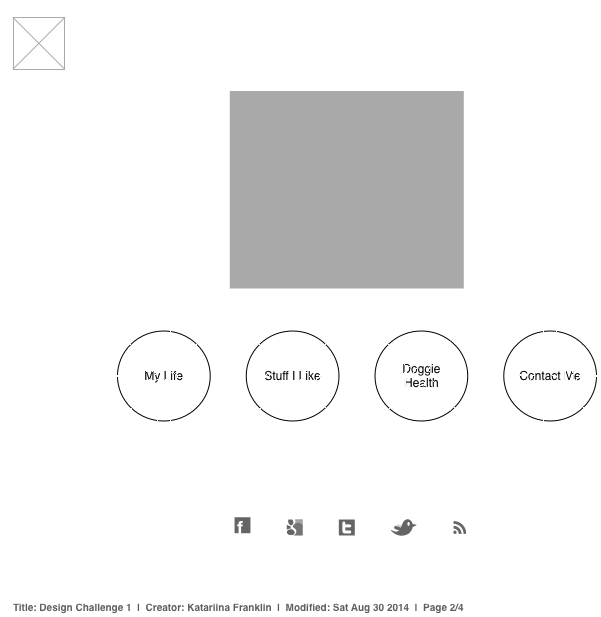 My Life
Stuff I Like
Doggie
Health
Contact Me
Title: Design Challenge 1 | Creator: Katariina Franklin | Modified: Sat Aug 30 2014 | Page 2/4